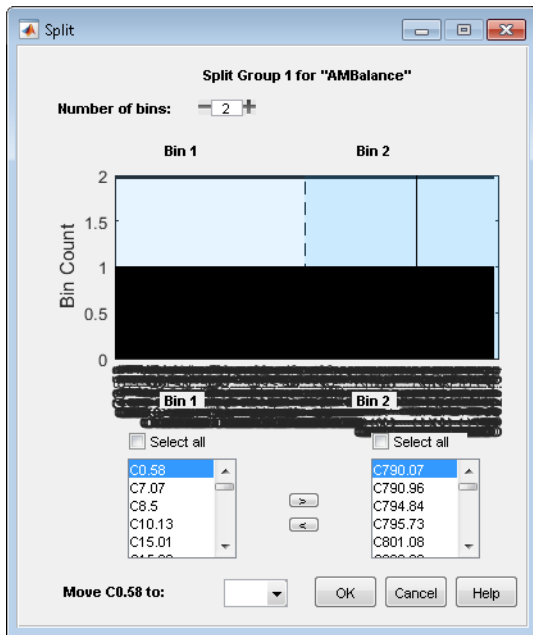 Split
Split Group 1 for "AMBalance"
Number of bins: 2
Bin 1 Bin 2
2
1.5
1
0.5
0
Bin Count
Bin 1 Bin 2
Select all Select all
C0.58 C790.07
C7.07 C790.96
C8.5 C794.84
C10.13 C795.73
C15.01 C801.08
> <
Move C0.58 to: OK Cancel Help